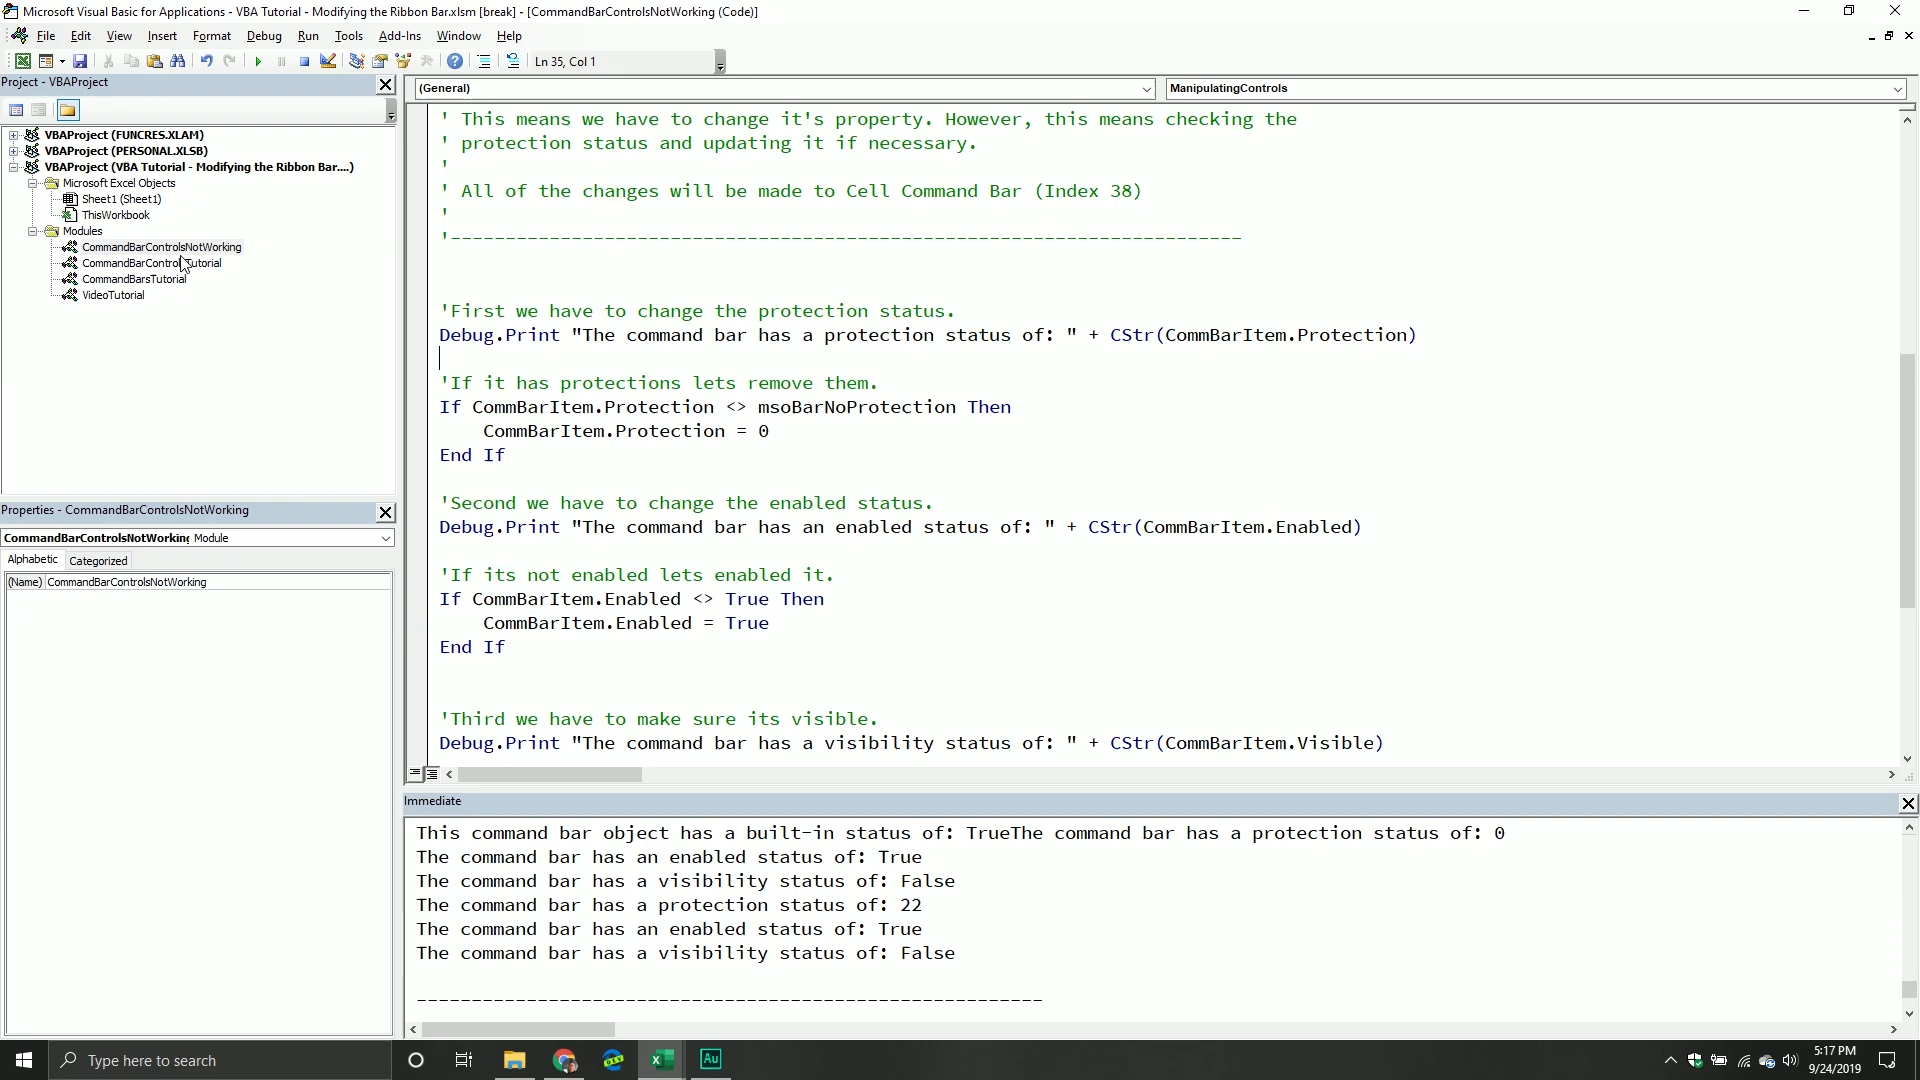 Microsoft Visual Basic for Applications - VBA Tutorial - Modifying the Ribbon Bar.xlsm [break] - [CommandBarControlsNotWorking (Code)]
File Edit View Insert Format Debug Run Tools Add-Ins Window Help
Ln 35, Col 1
Project - VBAProject
VBAProject (FUNCRES.XLAM)
VBAProject (PERSONAL.XLSB)
VBAProject (VBA Tutorial - Modifying the Ribbon Bar....)
Microsoft Excel Objects
Sheet1 (Sheet1)
ThisWorkbook
Modules
CommandBarControlsNotWorking
CommandBarControl Tutorial
CommandBarsTutorial
VideoTutorial
Properties - CommandBarControlsNotWorking
CommandBarControlsNotWorking Module
Alphabetic Categorized
(Name) CommandBarControlsNotWorking
(General) ManipulatingControls
' This means we have to change it's property. However, this means checking the
' protection status and updating it if necessary.
'
' All of the changes will be made to Cell Command Bar (Index 38)
'
'--------------------------------------------------------------------------
'First we have to change the protection status.
Debug.Print "The command bar has a protection status of: " + CStr(CommBarItem.Protection)
'If it has protections lets remove them.
If CommBarItem.Protection <> msoBarNoProtection Then
CommBarItem.Protection = 0
End If
'Second we have to change the enabled status.
Debug.Print "The command bar has an enabled status of: " + CStr(CommBarItem.Enabled)
'If its not enabled lets enabled it.
If CommBarItem.Enabled <> True Then
CommBarItem.Enabled = True
End If
'Third we have to make sure its visible.
Debug.Print "The command bar has a visibility status of: " + CStr(CommBarItem.Visible)
Immediate
This command bar object has a built-in status of: TrueThe command bar has a protection status of: 0
The command bar has an enabled status of: True
The command bar has a visibility status of: False
The command bar has a protection status of: 22
The command bar has an enabled status of: True
The command bar has a visibility status of: False
---------------------------------------------------------
Type here to search
Au
5:17 PM
9/24/2019